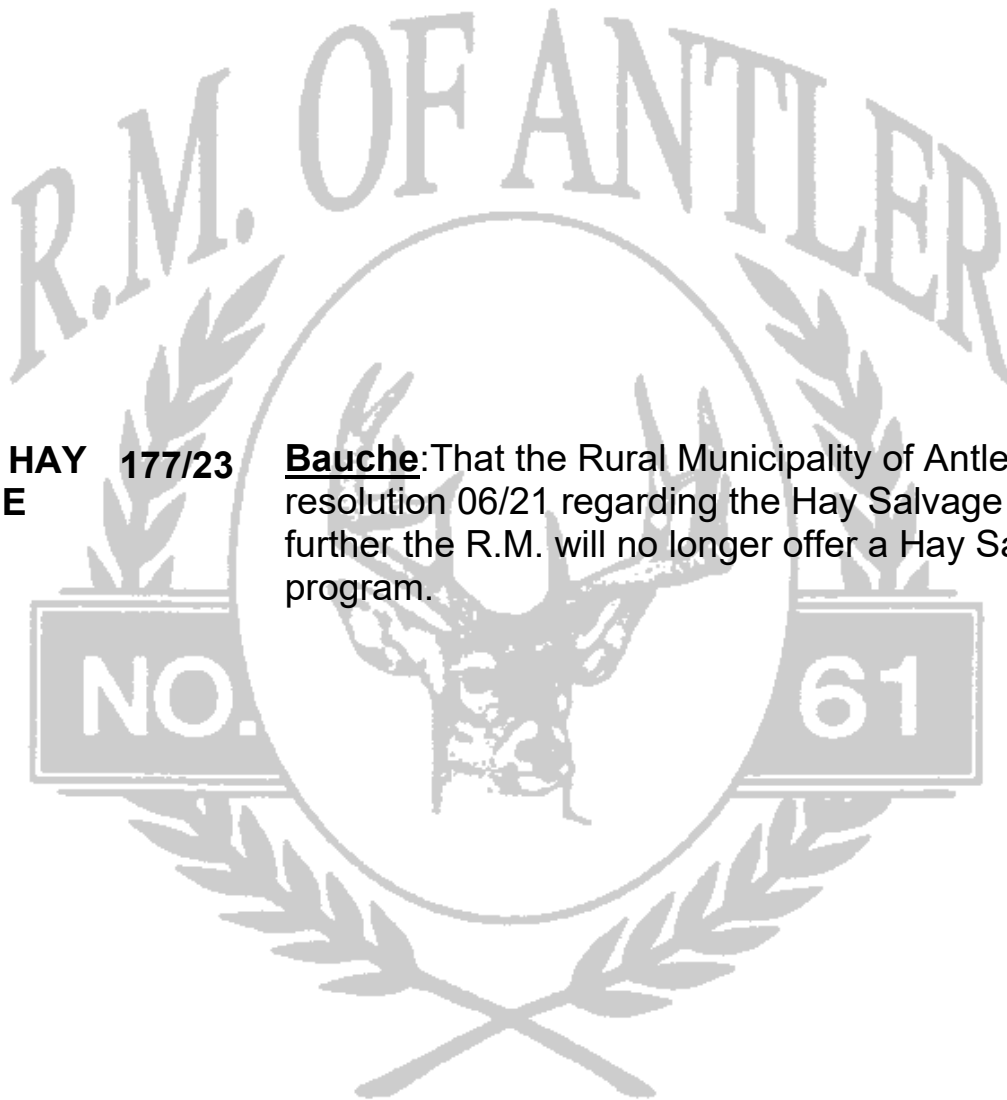 R.M. OF ANTLER
HAY 177/23 Bauche:That the Rural Municipality of Antle
E resolution 06/21 regarding the Hay Salvage
further the R.M. will no longer offer a Hay Sa
program.
NO. 61